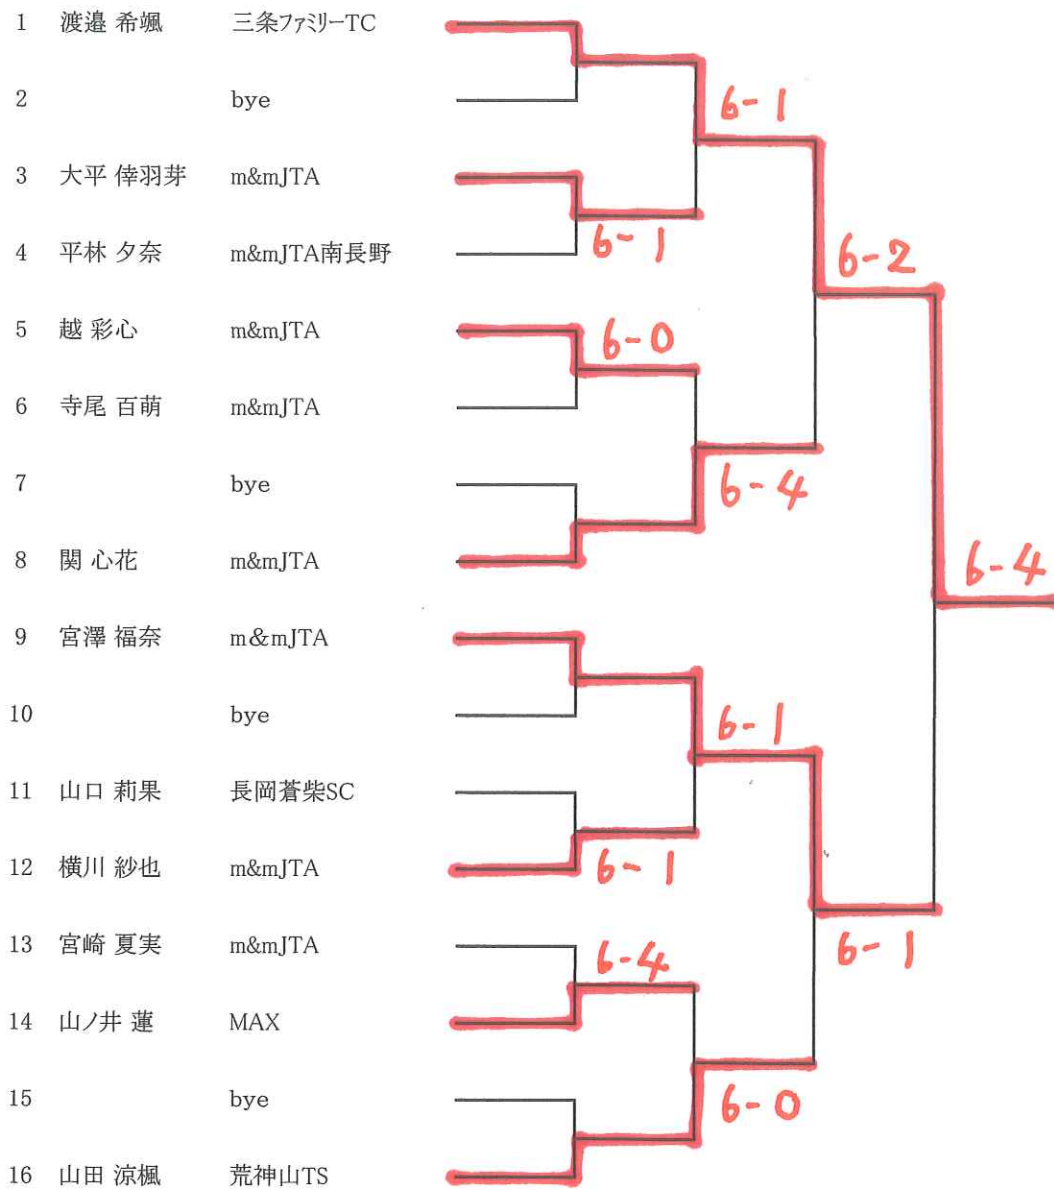 1 渡邉 希颯 三条ファミリーTC
2 bye
6-1
3 大平 倖羽芽 m&mJTA
6-1
4 平林 夕奈 m&mJTA南長野
6-2
5 越 彩心 m&mJTA
6-0
6 寺尾 百萌 m&mJTA
7 bye
6-4
8 関 心花 m&mJTA
6-4
9 宮澤 福奈 m&mJTA
10 bye
6-1
11 山口 莉果 長岡蒼柴SC
12 横川 紗也 m&mJTA
6-1
13 宮崎 夏実 m&mJTA
6-4
6-1
14 山ノ井 蓮 MAX
15 bye
6-0
16 山田 涼楓 荒神山TS